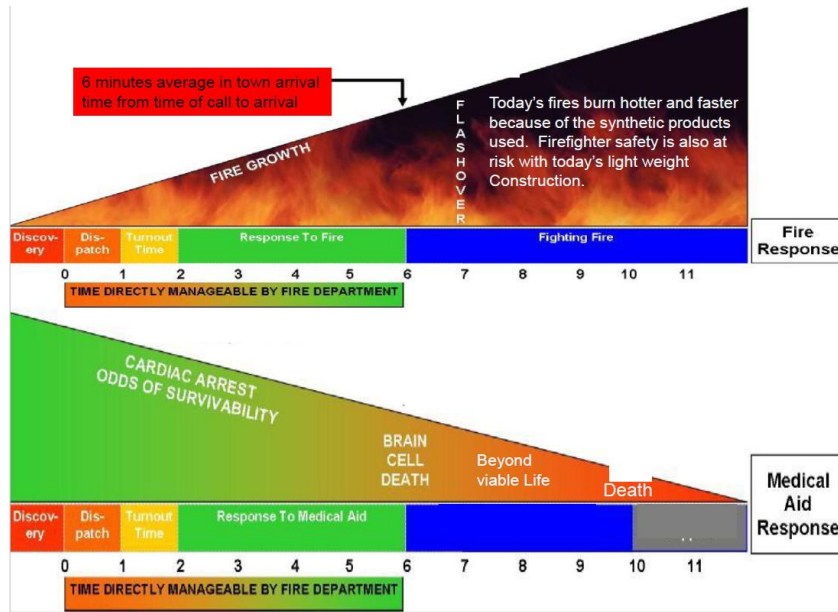 6 minutes average in town arrival
time from time of call to arrival
FIRE GROWTH
FLASHOVER
Today's fires burn hotter and faster
because of the synthetic products
used. Firefighter safety is also at
risk with today's light weight
Construction.
Discov-
ery
Dis-
patch
Turnout
Time
Response To Fire
Fighting Fire
Fire
Response
0 1 2 3 4 5 6 7 8 9 10 11
TIME DIRECTLY MANAGEABLE BY FIRE DEPARTMENT
CARDIAC ARREST
ODDS OF SURVIVABILITY
BRAIN
CELL
DEATH
Beyond
viable Life
Death
Medical
Aid
Response
Discov-
ery
Dis-
patch
Turnout
Time
Response To Medical Aid
0 1 2 3 4 5 6 7 8 9 10 11
TIME DIRECTLY MANAGEABLE BY FIRE DEPARTMENT